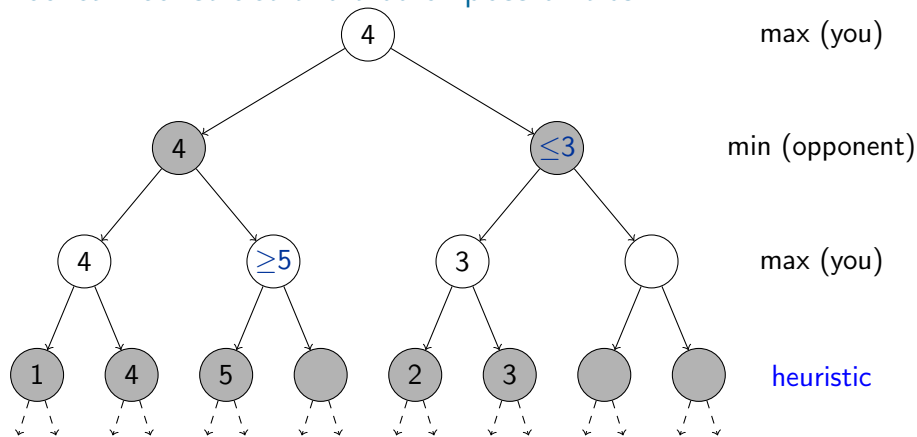 4 max (you)
4 ≤3 min (opponent)
4 ≥5 3 max (you)
1 4 5 2 3 heuristic